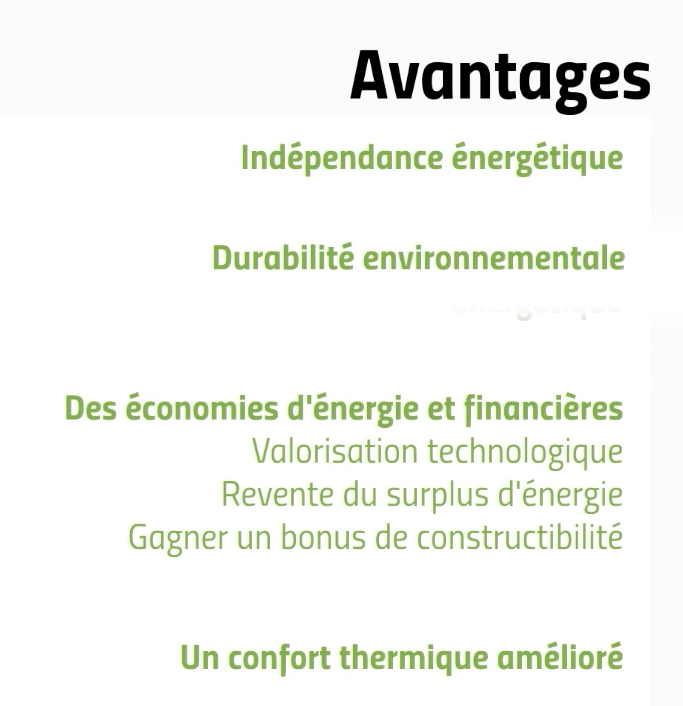 Avantages
Indépendance énergétique
Durabilité environnementale
Des économies d'énergie et financières
Valorisation technologique
Revente du surplus d'énergie
Gagner un bonus de constructibilité
Un confort thermique amélioré